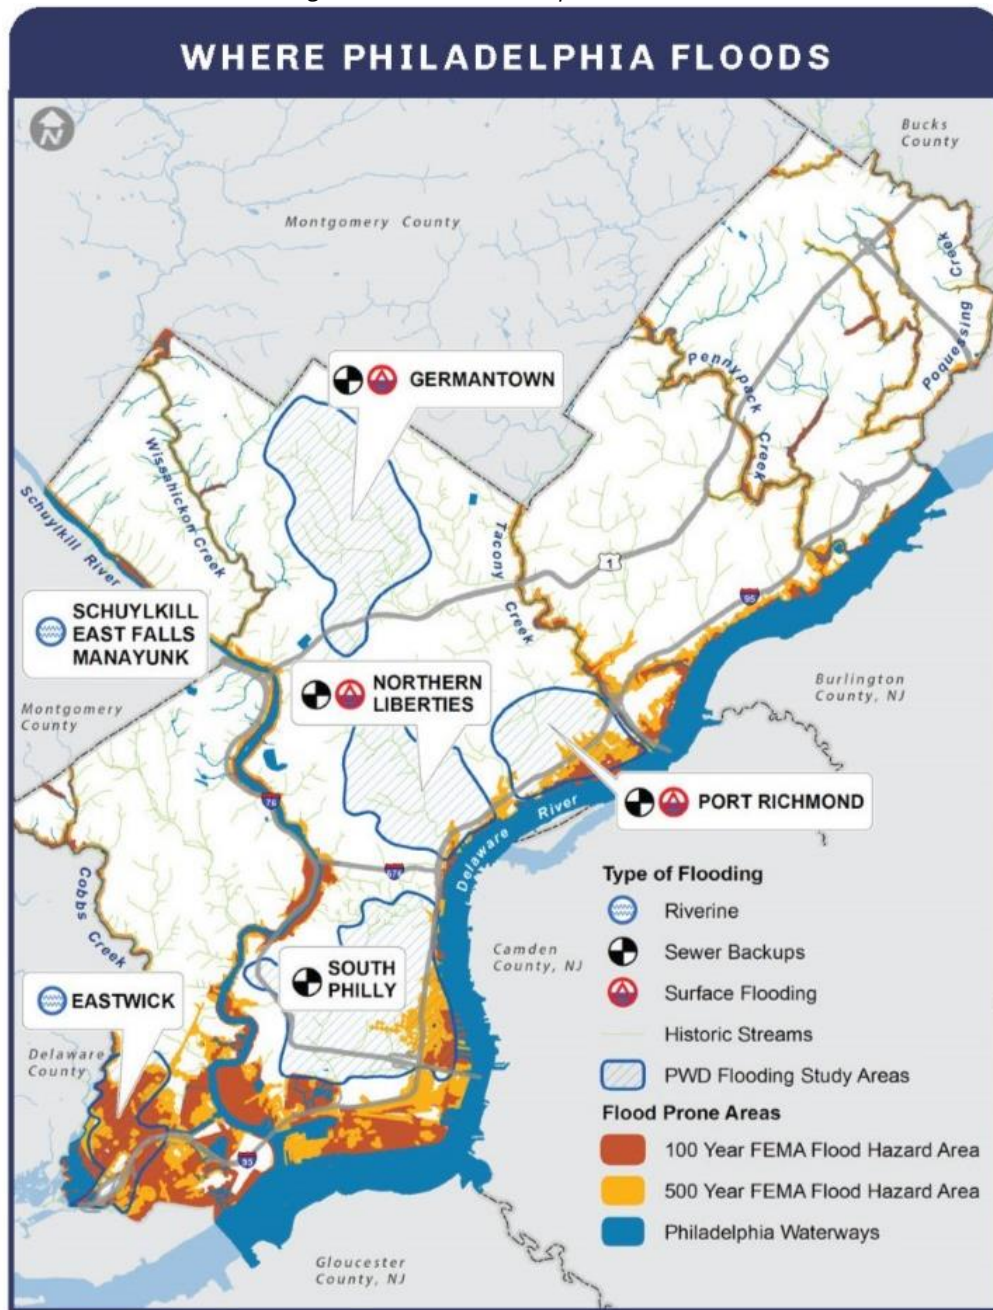 WHERE PHILADELPHIA FLOODS
N
Bucks
County
Montgomery County
Poquessing Creek
Pennypack
Creek
GERMANTOWN
Wissahickon Creek
Schuylkill River
Tacony
Creek
1
95
SCHUYLKILL
EAST FALLS
MANAYUNK
NORTHERN
LIBERTIES
Burlington
County, NJ
Montgomery
County
PORT RICHMOND
76
Delaware River
676
Cobbs Creek
Type of Flooding
Riverine
Sewer Backups
Surface Flooding
Historic Streams
PWD Flooding Study Areas
Flood Prone Areas
100 Year FEMA Flood Hazard Area
500 Year FEMA Flood Hazard Area
Philadelphia Waterways
Camden
County, NJ
SOUTH
PHILLY
EASTWICK
Delaware
County
95
Gloucester
County, NJ